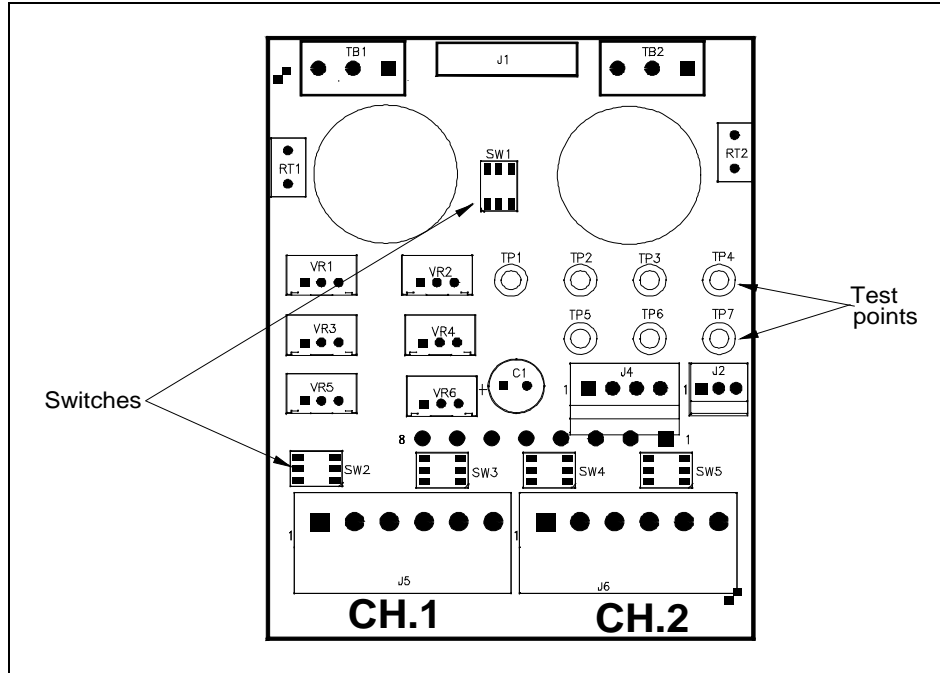 TB1
J1
TB2
RT1
SW1
RT2
VR1
VR2
TP1
TP2
TP3
TP4
VR3
VR4
TP5
TP6
TP7
Test
points
VR5
VR6
+
C1
1
J4
1
J2
Switches
8
1
SW2
SW3
SW4
SW5
1
1
J5
J6
CH.1
CH.2